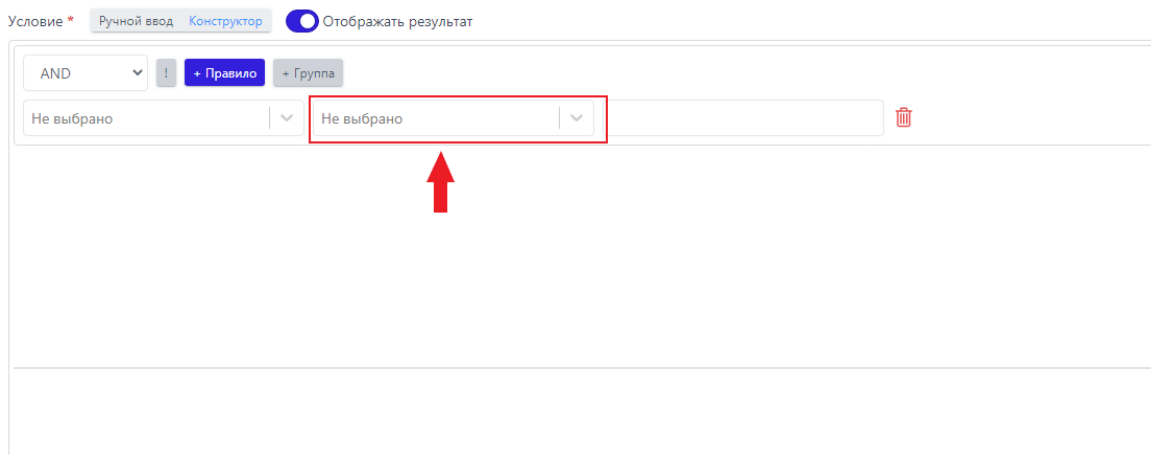 Условие * Ручной ввод Конструктор Отображать результат
AND ! + Правило + Группа
Не выбрано Не выбрано